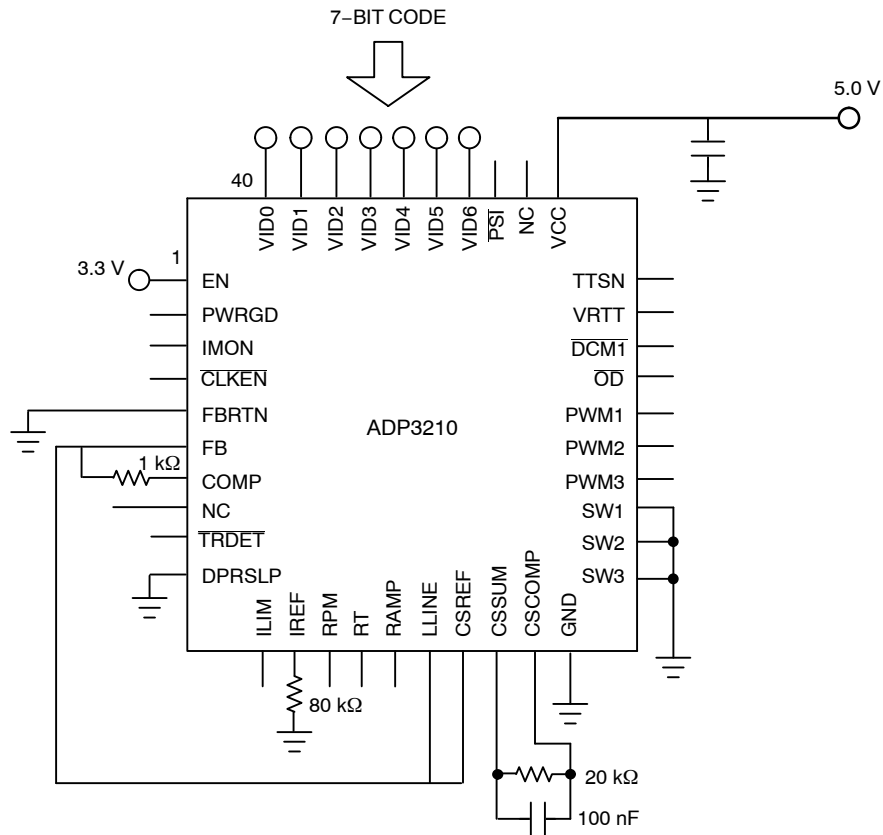 7−BIT CODE
5.0 V
40
VID0
VID1
VID2
VID3
VID4
VID5
VID6
PSI
NC
VCC
3.3 V
1
EN
PWRGD
IMON
CLKEN
FBRTN
FB
1 kΩ
COMP
NC
TRDET
DPRSLP
ADP3210
TTSN
VRTT
DCM1
OD
PWM1
PWM2
PWM3
SW1
SW2
SW3
ILIM
IREF
RPM
RT
RAMP
LLINE
CSREF
CSSUM
CSCOMP
GND
80 kΩ
20 kΩ
100 nF